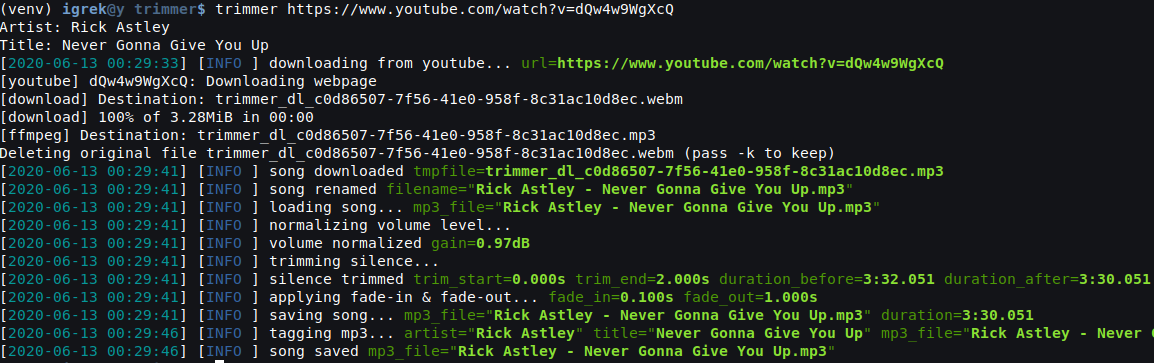 (venv) igrek@y trimmer$ trimmer https://www.youtube.com/watch?v=dQw4w9WgXcQ
Artist: Rick Astley
Title: Never Gonna Give You Up
[2020-06-13 00:29:33] [INFO ] downloading from youtube... url=https://www.youtube.com/watch?v=dQw4w9WgXcQ
[youtube] dQw4w9WgXcQ: Downloading webpage
[download] Destination: trimmer_dl_c0d86507-7f56-41e0-958f-8c31ac10d8ec.webm
[download] 100% of 3.28MiB in 00:00
[ffmpeg] Destination: trimmer_dl_c0d86507-7f56-41e0-958f-8c31ac10d8ec.mp3
Deleting original file trimmer_dl_c0d86507-7f56-41e0-958f-8c31ac10d8ec.webm (pass -k to keep)
[2020-06-13 00:29:41] [INFO ] song downloaded tmpfile=trimmer_dl_c0d86507-7f56-41e0-958f-8c31ac10d8ec.mp3
[2020-06-13 00:29:41] [INFO ] song renamed filename="Rick Astley - Never Gonna Give You Up.mp3"
[2020-06-13 00:29:41] [INFO ] loading song... mp3_file="Rick Astley - Never Gonna Give You Up.mp3"
[2020-06-13 00:29:41] [INFO ] normalizing volume level...
[2020-06-13 00:29:41] [INFO ] volume normalized gain=0.97dB
[2020-06-13 00:29:41] [INFO ] trimming silence...
[2020-06-13 00:29:41] [INFO ] silence trimmed trim_start=0.000s trim_end=2.000s duration_before=3:32.051 duration_after=3:30.051
[2020-06-13 00:29:41] [INFO ] applying fade-in & fade-out... fade_in=0.100s fade_out=1.000s
[2020-06-13 00:29:41] [INFO ] saving song... mp3_file="Rick Astley - Never Gonna Give You Up.mp3" duration=3:30.051
[2020-06-13 00:29:46] [INFO ] tagging mp3... artist="Rick Astley" title="Never Gonna Give You Up" mp3_file="Rick Astley - Never
[2020-06-13 00:29:46] [INFO ] song saved mp3_file="Rick Astley - Never Gonna Give You Up.mp3"